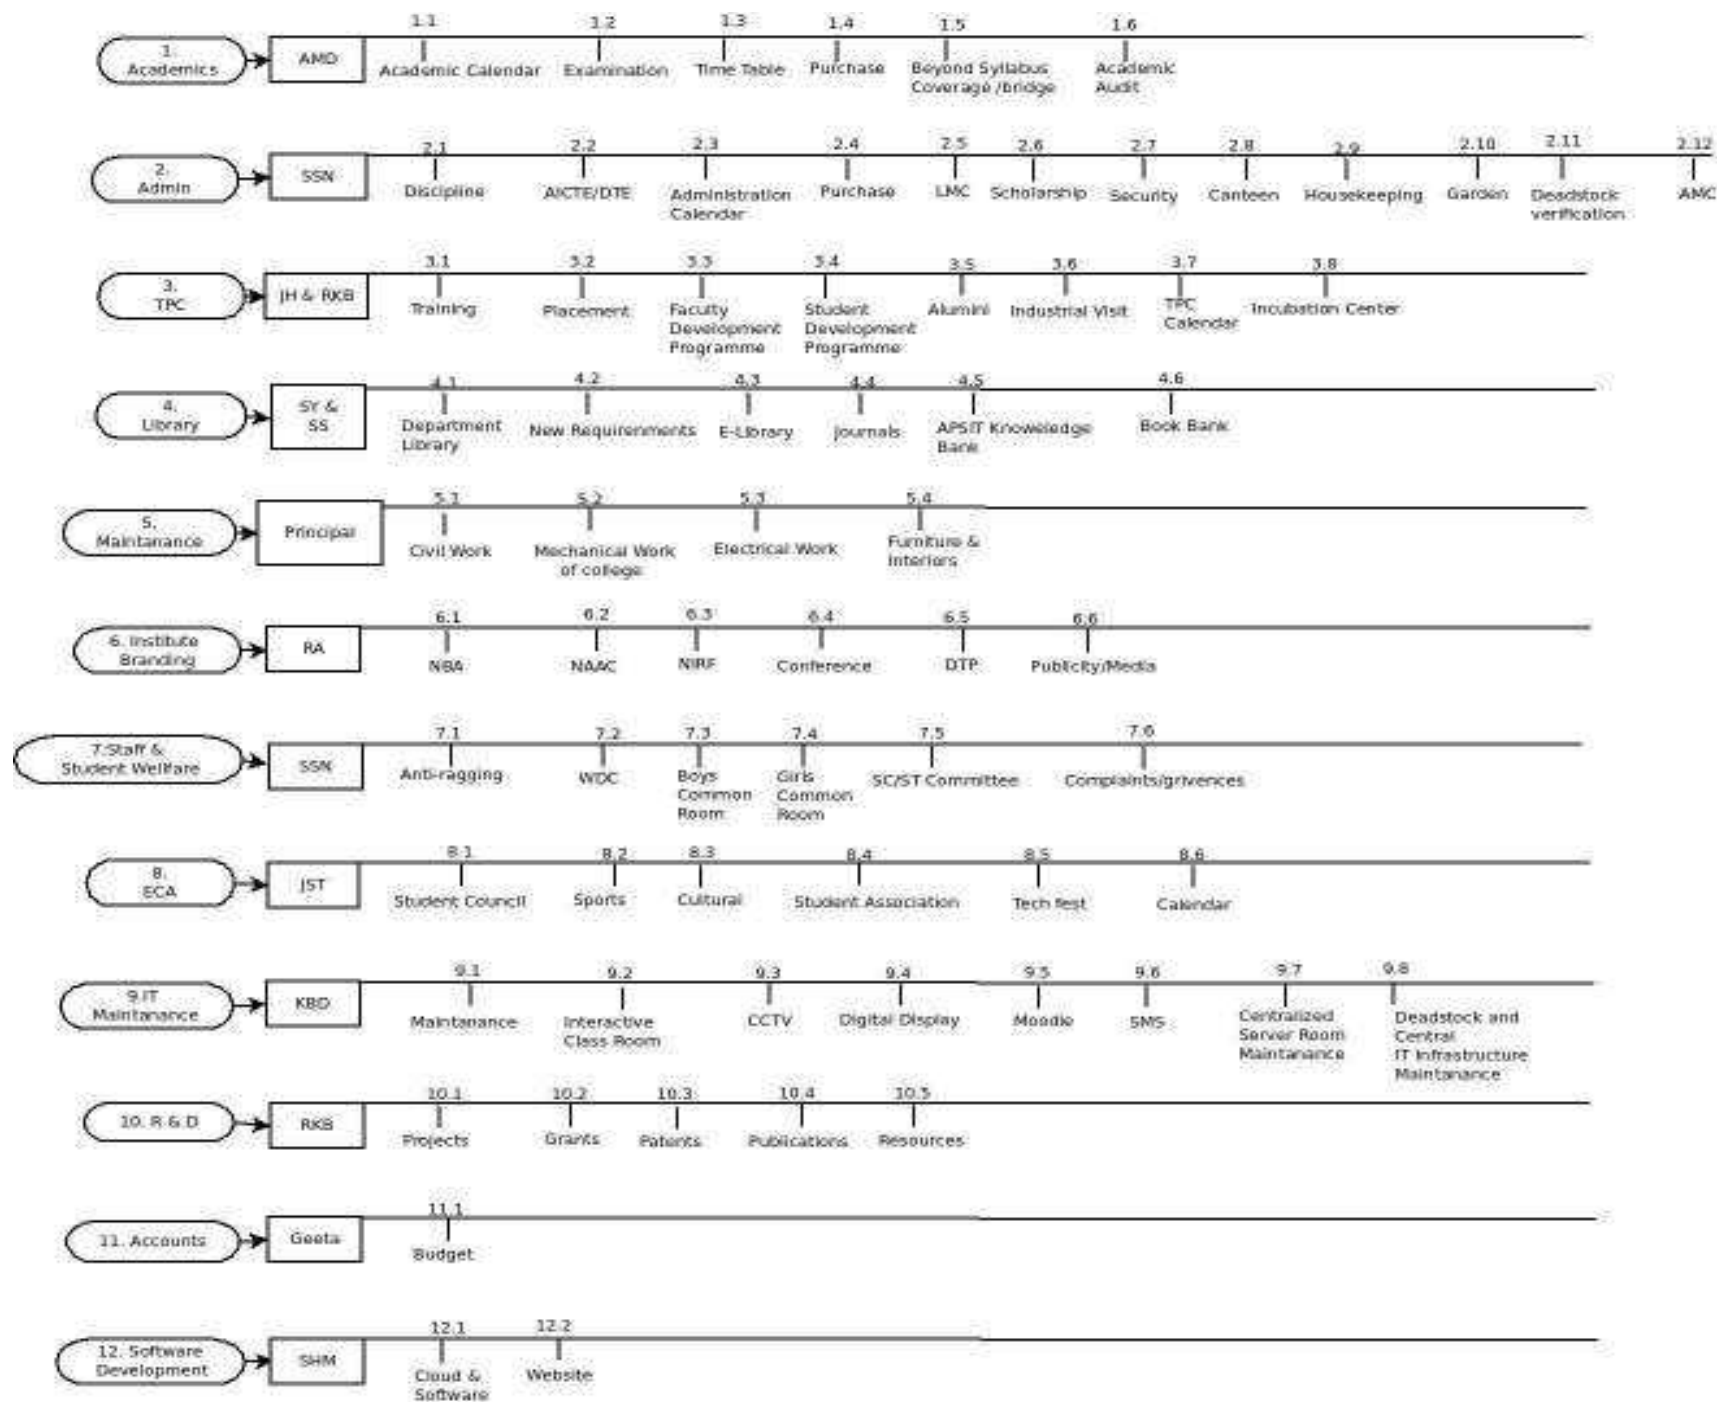 1.1 1.2 1.3 1.4 1.5 1.6
1.
Academics
AMD
Academic Calendar Examination Time Table Purchase Beyond Syllabus Academic
Coverage /bridge Audit
2.1 2.2 2.3 2.4 2.5 2.6 2.7 2.8 2.9 2.10 2.11 2.12
2.
Admin
SSN
Discipline AICTE/DTE Administration Purchase LMC Scholarship Security Canteen Housekeeping Garden Deadstock AMC
Calendar verification
3.1 3.2 3.3 3.4 3.5 3.6 3.7 3.8
3.
TPC
JH & RKB
Training Placement Faculty Student Alumini Industrial Visit TPC Incubation Center
Development Development Calendar
Programme Programme
4.1 4.2 4.3 4.4 4.5 4.6
4.
Library
SY &
SS
Department New Requirenments E-Library Journals APSIT Knoweledge Book Bank
Library Bank
5.1 5.2 5.3 5.4
5.
Maintanance
Principal
Civil Work Mechanical Work Electrical Work Furniture &
of college Interiors
6.1 6.2 6.3 6.4 6.5 6.6
6. Institute
Branding
RA
NBA NAAC NIRF Conference DTP Publicity/Media
7.1 7.2 7.3 7.4 7.5 7.6
7.Staff &
Student Wellfare
SSN
Anti-ragging WDC Boys Girls SC/ST Committee Complaints/grivences
Common Common
Room Room
8.1 8.2 8.3 8.4 8.5 8.6
8.
ECA
JST
Student Council Sports Cultural Student Association Tech fest Calendar
9.1 9.2 9.3 9.4 9.5 9.6 9.7 9.8
9.IT
Maintanance
KBD
Maintanance Interactive CCTV Digital Display Moodle SMS Centralized Deadstock and
Class Room Server Room Central
Maintanance IT Infrastructure
Maintanance
10.1 10.2 10.3 10.4 10.5
10. R & D
RKB
Projects Grants Patents Publications Resources
11.1
11. Accounts
Geeta
Budget
12.1 12.2
12. Software
Development
SHM
Cloud & Website
Software